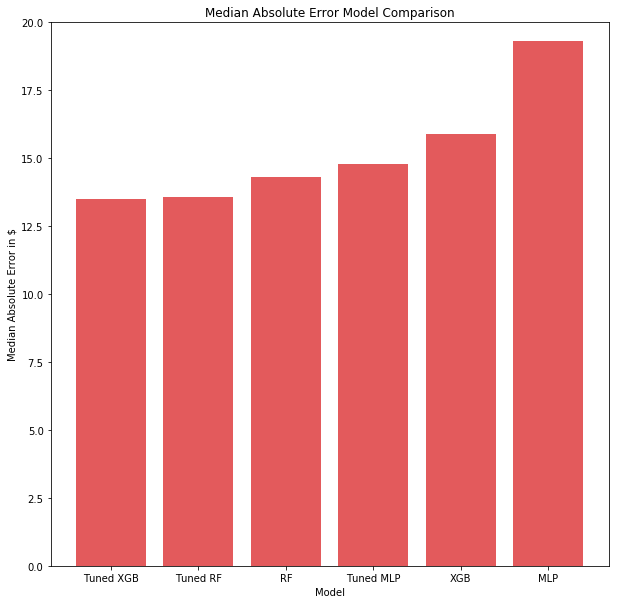 Median Absolute Error Model Comparison
Median Absolute Error in $
20.0
17.5
15.0
12.5
10.0
7.5
5.0
2.5
0.0
Tuned XGB Tuned RF RF Tuned MLP XGB MLP
Model